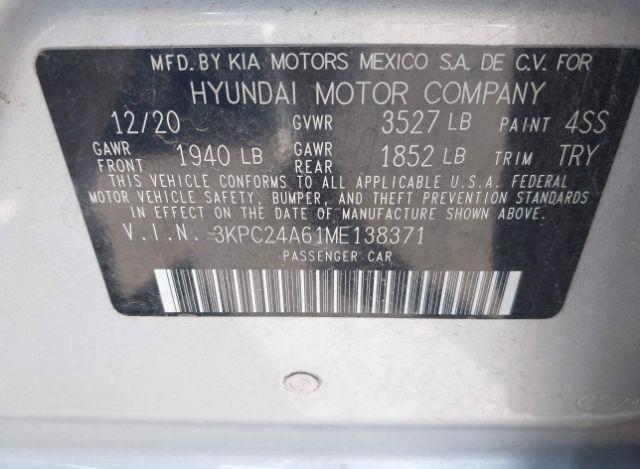 MFD. BY KIA MOTORS MEXICO S.A. DE C.V. FOR
HYUNDAI MOTOR COMPANY
12/20 GVWR 3527 LB PAINT 4SS
GAWR FRONT 1940 LB GAWR REAR 1852 LB TRIM TRY
THIS VEHICLE CONFORMS TO ALL APPLICABLE U.S.A. FEDERAL
MOTOR VEHICLE SAFETY, BUMPER, AND THEFT PREVENTION STANDARDS
IN EFFECT ON THE DATE OF MANUFACTURE SHOWN ABOVE.
V.I.N. 3KPC24A61ME138371
PASSENGER CAR